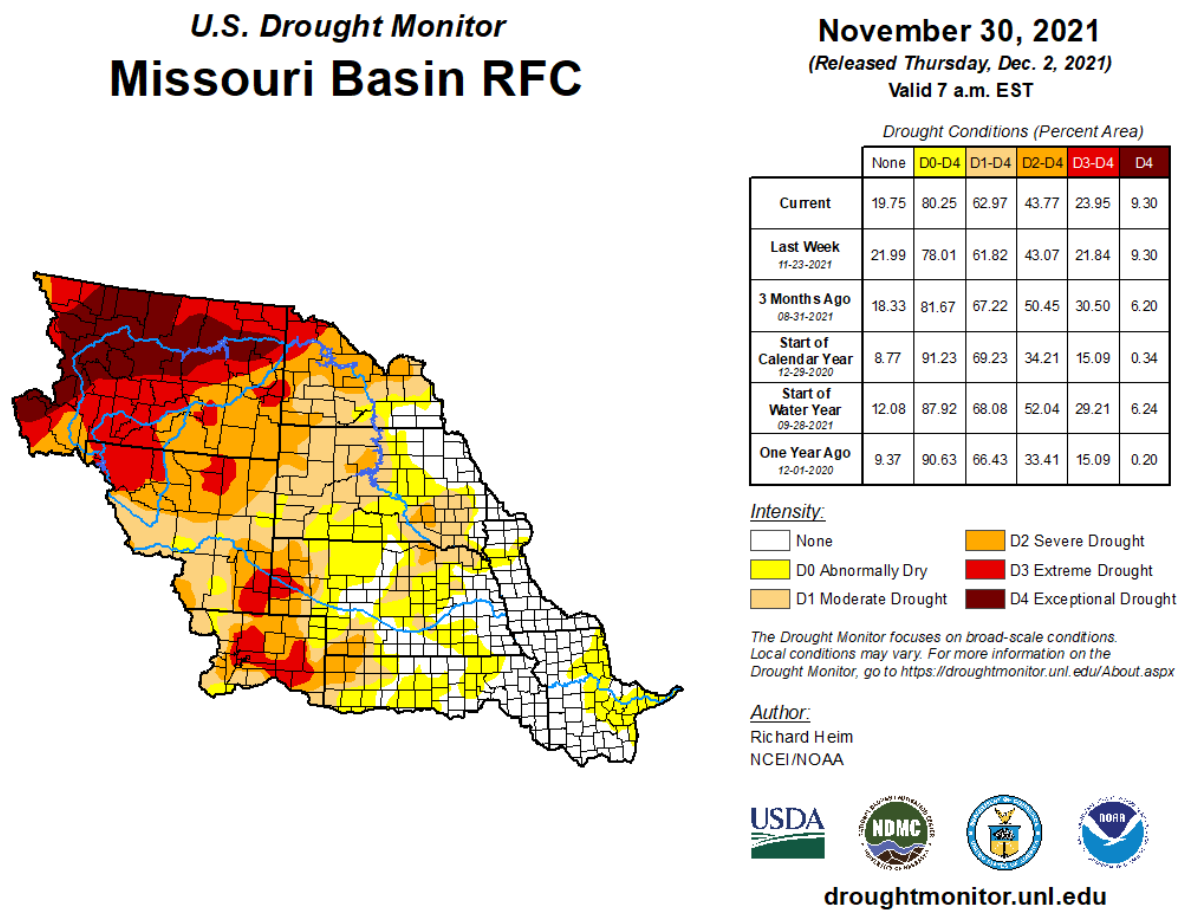 U.S. Drought Monitor
Missouri Basin RFC
November 30, 2021
(Released Thursday, Dec. 2, 2021)
Valid 7 a.m. EST
Drought Conditions (Percent Area)
None D0-D4 D1-D4 D2-D4 D3-D4 D4
Current 19.75 80.25 62.97 43.77 23.95 9.30
Last Week
11-23-2021 21.99 78.01 61.82 43.07 21.84 9.30
3 Months Ago
08-31-2021 18.33 81.67 67.22 50.45 30.50 6.20
Start of
Calendar Year
12-29-2020 8.77 91.23 69.23 34.21 15.09 0.34
Start of
Water Year
09-28-2021 12.08 87.92 68.08 52.04 29.21 6.24
One Year Ago
12-01-2020 9.37 90.63 66.43 33.41 15.09 0.20
Intensity:
None
D0 Abnormally Dry
D1 Moderate Drought
D2 Severe Drought
D3 Extreme Drought
D4 Exceptional Drought
The Drought Monitor focuses on broad-scale conditions.
Local conditions may vary. For more information on the
Drought Monitor, go to https://droughtmonitor.unl.edu/About.aspx
Author:
Richard Heim
NCEI/NOAA
USDA
NDMC
NOAA
droughtmonitor.unl.edu